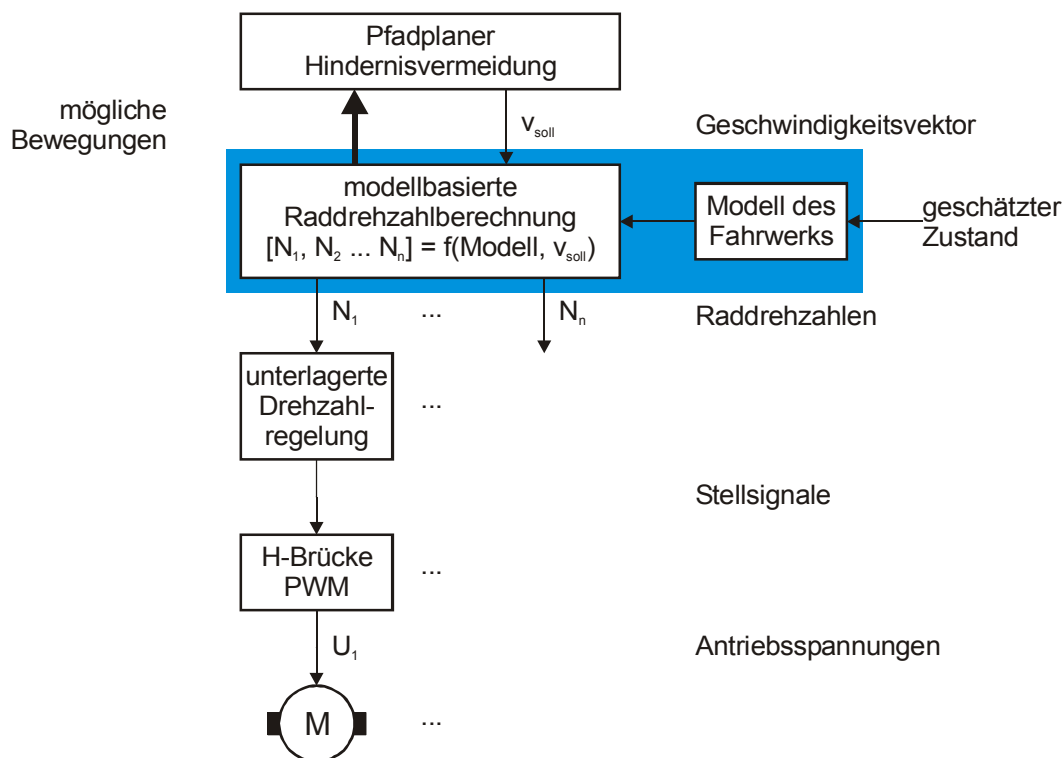 Pfadplaner
Hindernisvermeidung
mögliche
Bewegungen
v_soll
Geschwindigkeitsvektor
modellbasierte
Raddrehzahlberechnung
[N₁, N₂ ... Nₙ] = f(Modell, v_soll)
Modell des
Fahrwerks
geschätzter
Zustand
N₁
...
Nₙ
Raddrehzahlen
unterlagerte
Drehzahl-
regelung
...
Stellsignale
H-Brücke
PWM
...
U₁
Antriebsspannungen
M
...